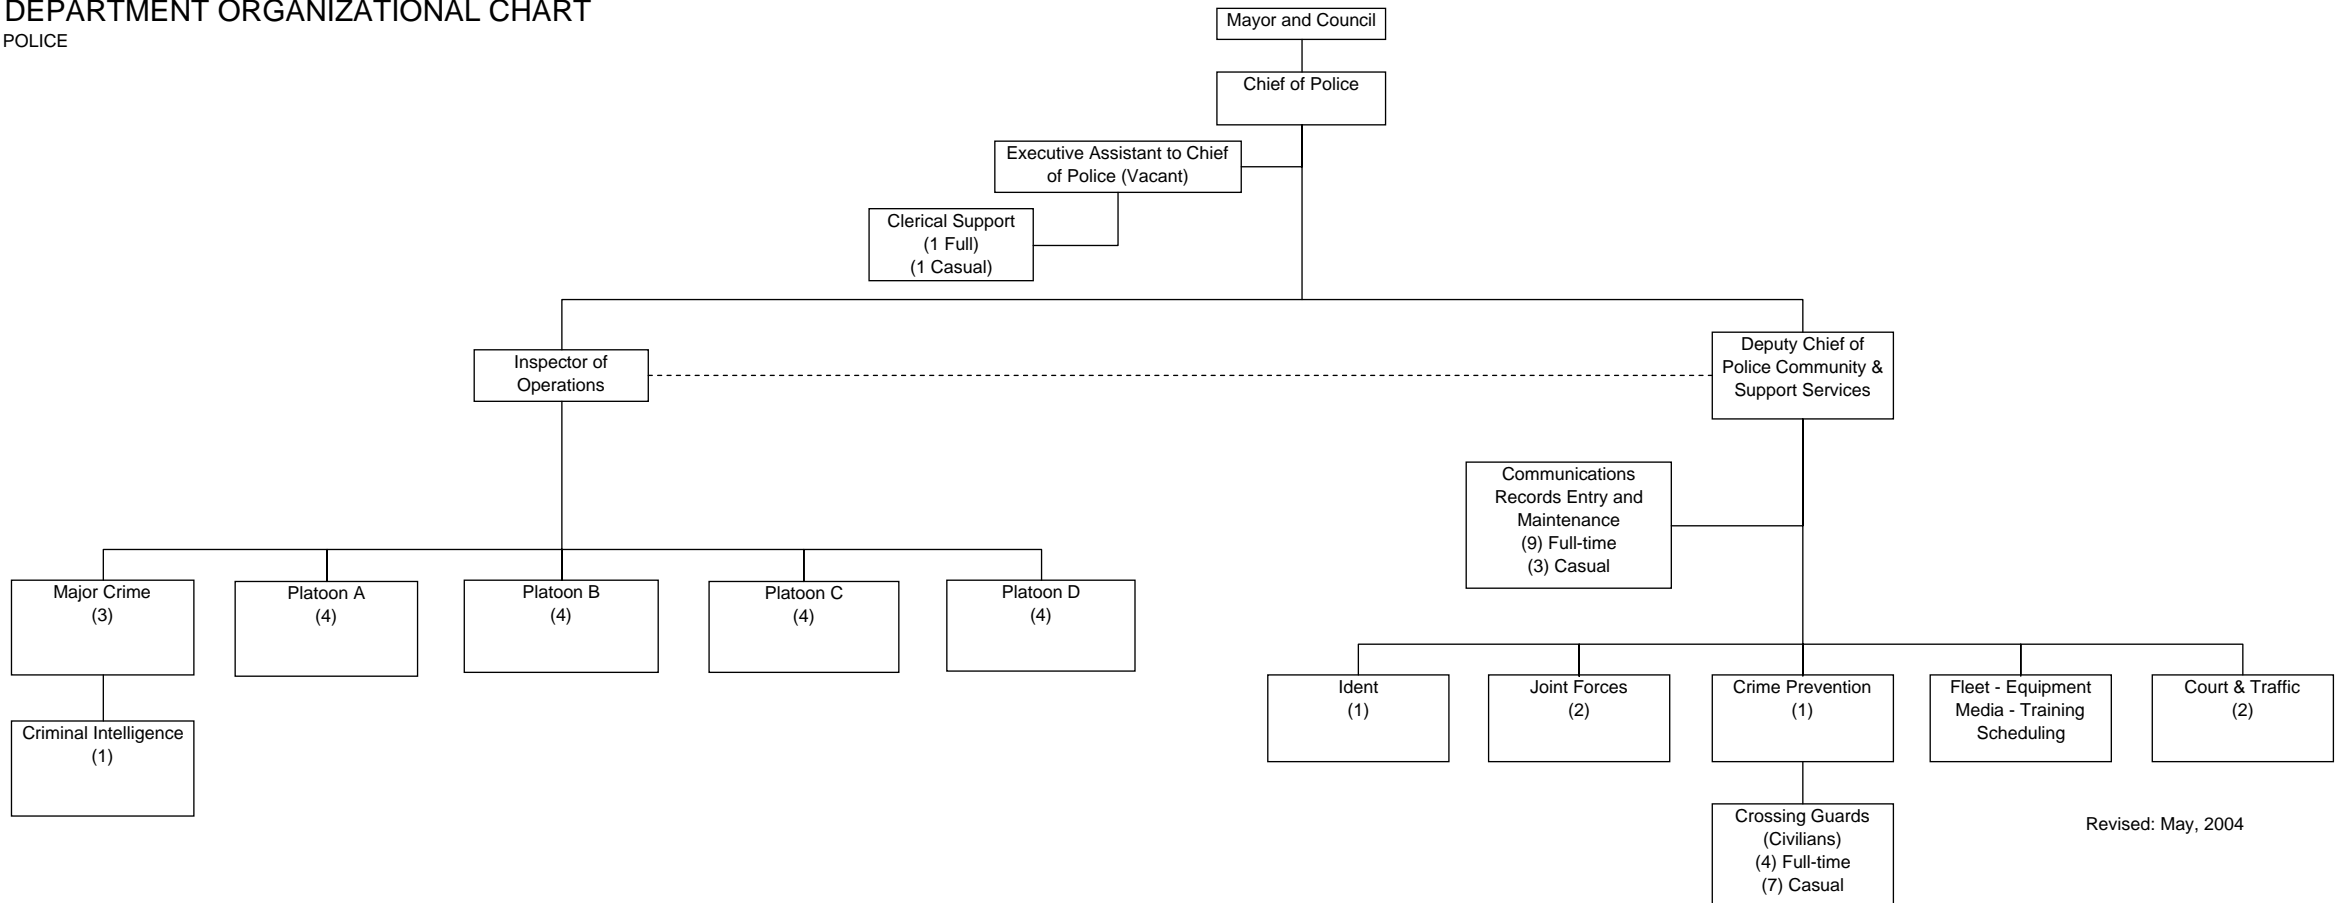 DEPARTMENT ORGANIZATIONAL CHART
POLICE
Mayor and Council
Chief of Police
Executive Assistant to Chief
of Police (Vacant)
Clerical Support
(1 Full)
(1 Casual)
Inspector of
Operations
Deputy Chief of
Police Community &
Support Services
Communications
Records Entry and
Maintenance
(9) Full-time
(3) Casual
Major Crime
(3)
Platoon A
(4)
Platoon B
(4)
Platoon C
(4)
Platoon D
(4)
Criminal Intelligence
(1)
Ident
(1)
Joint Forces
(2)
Crime Prevention
(1)
Fleet - Equipment
Media - Training
Scheduling
Court & Traffic
(2)
Crossing Guards
(Civilians)
(4) Full-time
(7) Casual
Revised: May, 2004